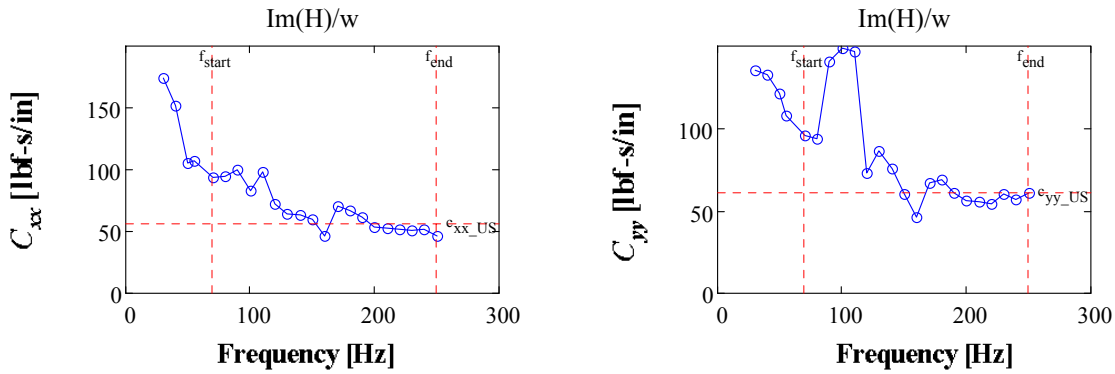 Im(H)/w
f_start
f_end
C_xx [lbf-s/in]
150
100
50
0
c_xx_US
0
100
200
300
Frequency [Hz]
Im(H)/w
f_start
f_end
C_yy [lbf-s/in]
100
50
0
c_yy_US
0
100
200
300
Frequency [Hz]